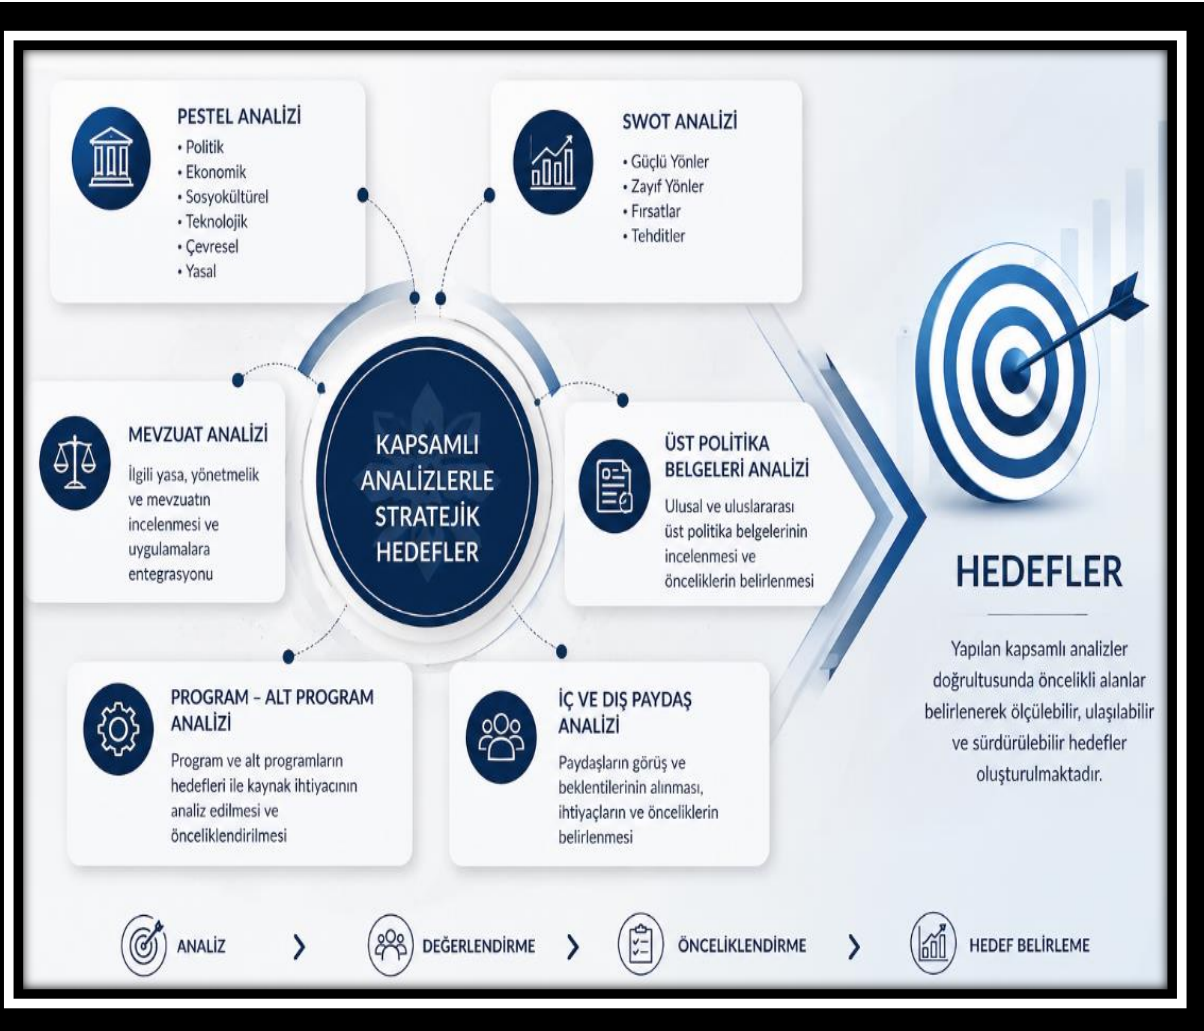 PESTEL ANALİZİ
• Politik
• Ekonomik
• Sosyokültürel
• Teknolojik
• Çevresel
• Yasal
SWOT ANALİZİ
• Güçlü Yönler
• Zayıf Yönler
• Fırsatlar
• Tehditler
MEVZUAT ANALİZİ
İlgili yasa, yönetmelik
ve mevzuatın
incelenmesi ve
uygulamalara
entegrasyonu
KAPSAMLI
ANALİZLERLE
STRATEJİK
HEDEFLER
ÜST POLİTİKA
BELGELERİ ANALİZİ
Ulusal ve uluslararası
üst politika belgelerinin
incelenmesi ve
önceliklerin belirlenmesi
PROGRAM – ALT PROGRAM
ANALİZİ
Program ve alt programların
hedefleri ile kaynak ihtiyacının
analiz edilmesi ve
önceliklendirilmesi
İÇ VE DIŞ PAYDAŞ
ANALİZİ
Paydaşların görüş ve
beklentilerinin alınması,
ihtiyaçların ve önceliklerin
belirlenmesi
HEDEFLER
Yapılan kapsamlı analizler
doğrultusunda öncelikli alanlar
belirlenerek ölçülebilir, ulaşılabilir
ve sürdürülebilir hedefler
oluşturulmaktadır.
ANALİZ
DEĞERLENDİRME
ÖNCELİKLENDİRME
HEDEF BELİRLEME